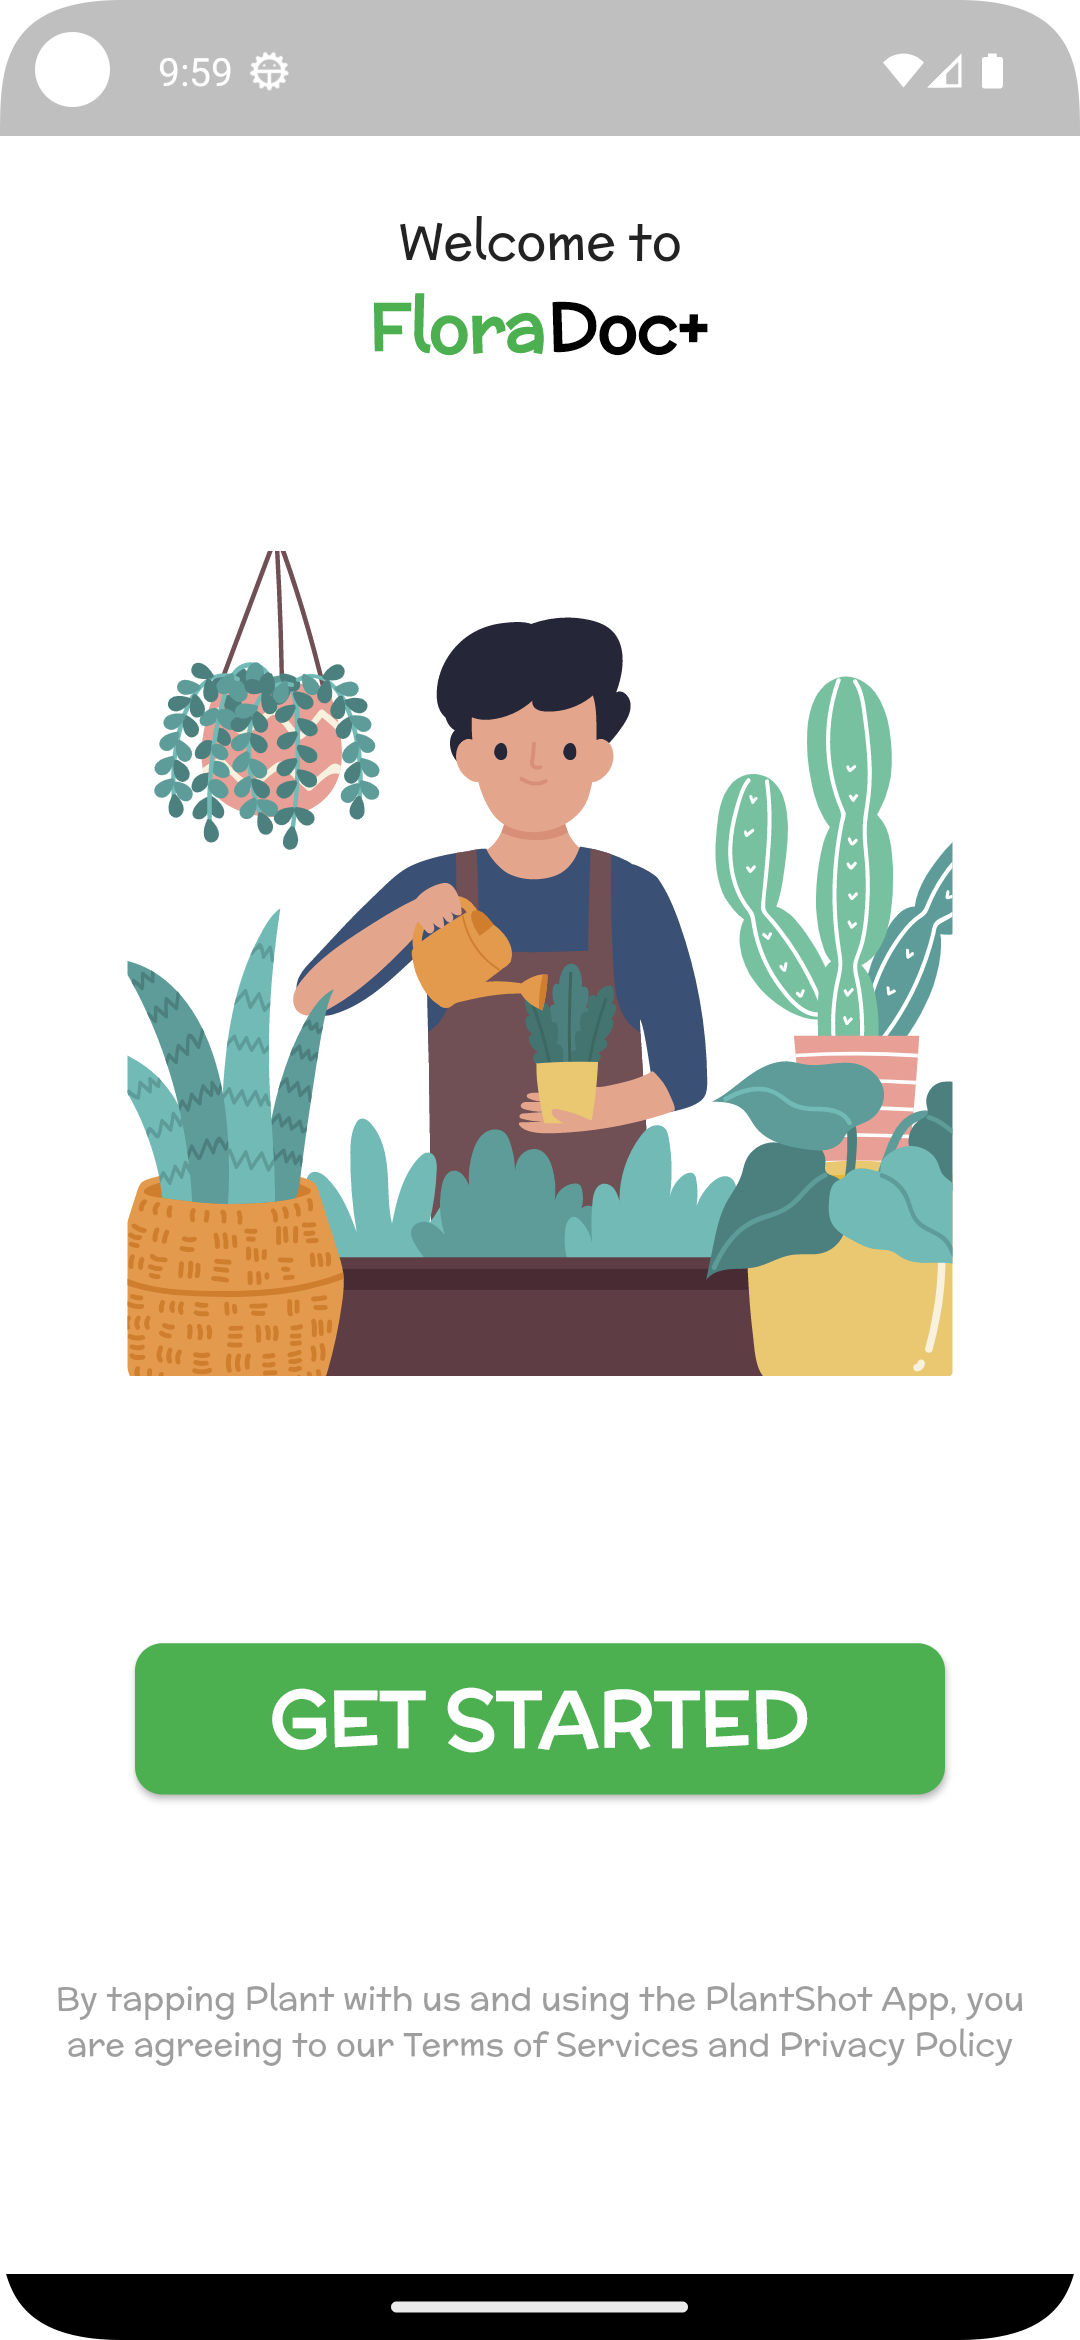 9:59
Welcome to
FloraDoc+
GET STARTED
By tapping Plant with us and using the PlantShot App, you
are agreeing to our Terms of Services and Privacy Policy